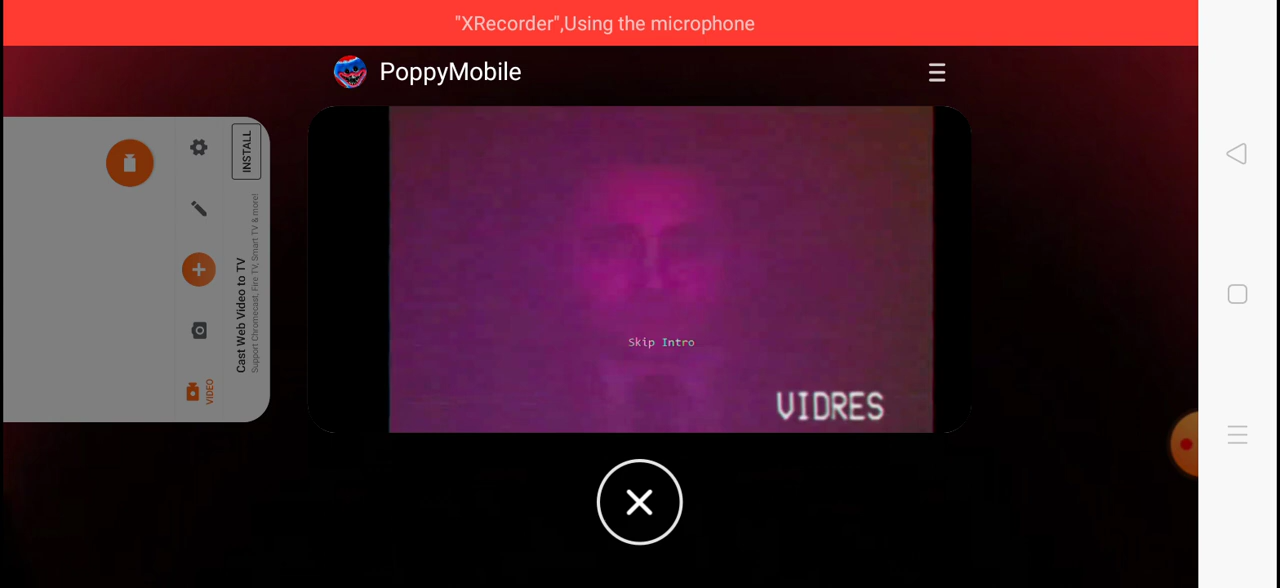 "XRecorder",Using the microphone
PoppyMobile
INSTALL
Cast Web Video to TV
Support Chromecast, Fire TV, Smart TV & more!
VIDEO
Skip Intro
VIDRES